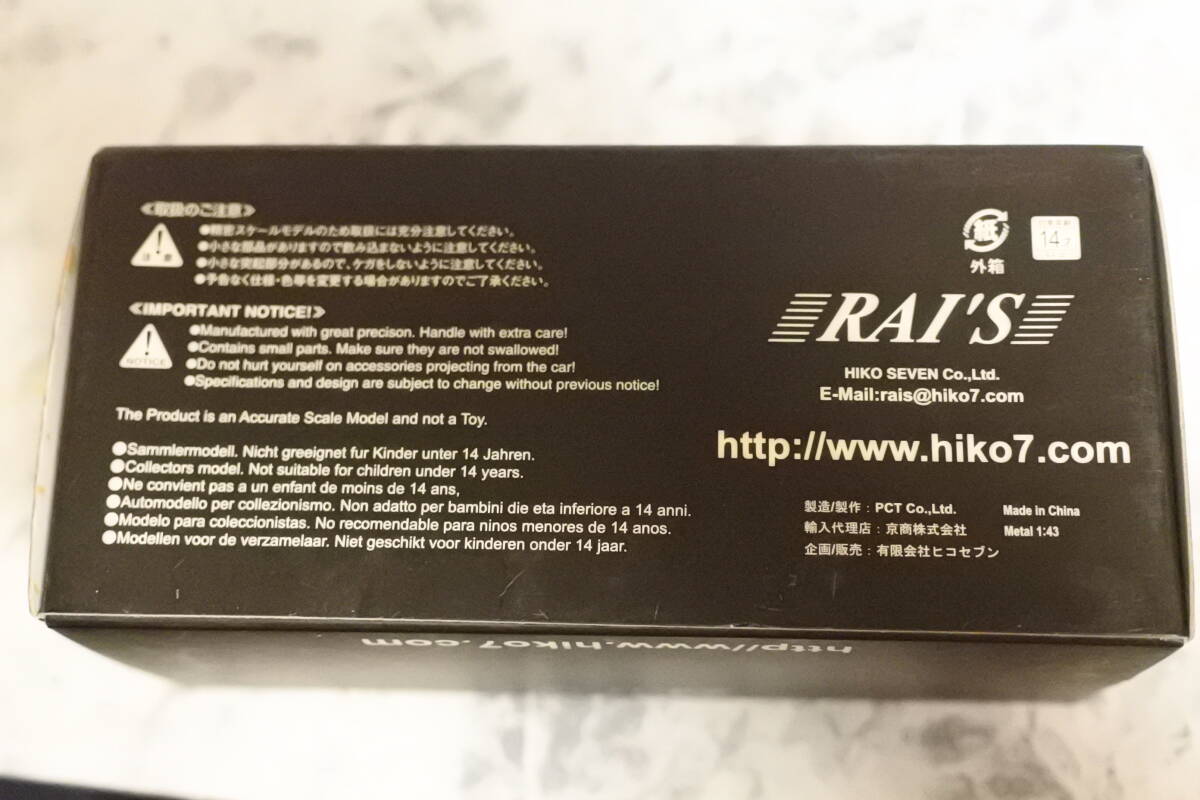 ≪取扱のご注意≫
注意
●精密スケールモデルのため取扱には充分注意してください。
●小さな部品がありますので飲み込まないように注意してください。
●小さな突起部分があるので、ケガをしないように注意してください。
●予告なく仕様・色等を変更する場合がありますのでご了承ください。
≪IMPORTANT NOTICE!≫
NOTICE
●Manufactured with great precison. Handle with extra care!
●Contains small parts. Make sure they are not swallowed!
●Do not hurt yourself on accessories projecting from the car!
●Specifications and design are subject to change without previous notice!
The Product is an Accurate Scale Model and not a Toy.
●Sammlermodell. Nicht greeignet fur Kinder unter 14 Jahren.
●Collectors model. Not suitable for children under 14 years.
●Ne convient pas a un enfant de moins de 14 ans,
●Automodello per collezionismo. Non adatto per bambini die eta inferiore a 14 anni.
●Modelo para coleccionistas. No recomendable para ninos menores de 14 anos.
●Modellen voor de verzamelaar. Niet geschikt voor kinderen onder 14 jaar.
紙
外箱
14才
RAI'S
HIKO SEVEN Co.,Ltd.
E-Mail:rais@hiko7.com
http://www.hiko7.com
製造/製作：PCT Co.,Ltd. Made in China
輸入代理店：京商株式会社 Metal 1:43
企画/販売：有限会社ヒコセブン
http://www.hiko7.com